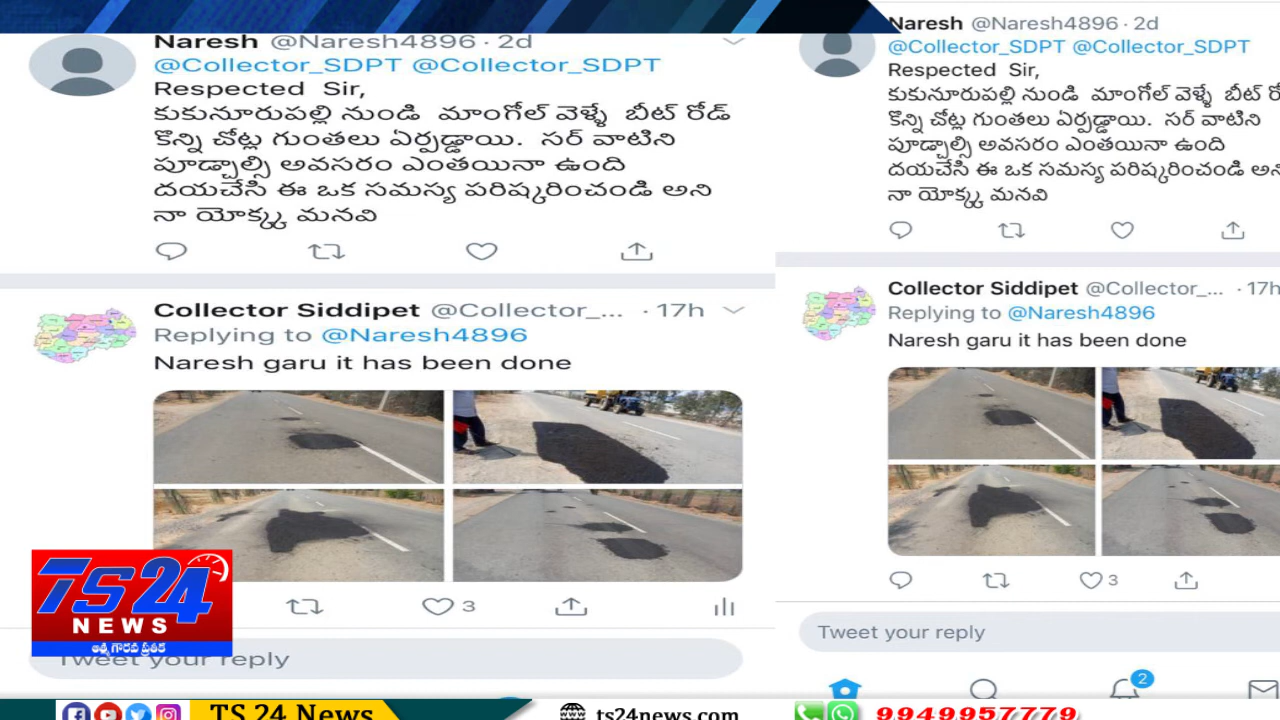 Naresh @Naresh4896 · 2d
@Collector_SDPT @Collector_SDPT
Respected Sir,
కుకునూరుపల్లి నుండి మాంగోల్ వెళ్ళే బీట్ రోడ్
కొన్ని చోట్ల గుంతలు ఏర్పడ్డాయి. సర్ వాటిని
పూడ్చాల్సి అవసరం ఎంతయినా ఉంది
దయచేసి ఈ ఒక సమస్య పరిష్కరించండి అని
నా యోక్క మనవి
Collector Siddipet @Collector_... · 17h
Replying to @Naresh4896
Naresh garu it has been done
3
Tweet your reply
TS24
NEWS
ఆత్మ గౌరవ ప్రతీక
Naresh @Naresh4896 · 2d
@Collector_SDPT @Collector_SDPT
Respected Sir,
కుకునూరుపల్లి నుండి మాంగోల్ వెళ్ళే బీట్
కొన్ని చోట్ల గుంతలు ఏర్పడ్డాయి. సర్ వాటిని
పూడ్చాల్సి అవసరం ఎంతయినా ఉంది
దయచేసి ఈ ఒక సమస్య పరిష్కరించండి అని
నా యోక్క మనవి
Collector Siddipet @Collector_... · 17h
Replying to @Naresh4896
Naresh garu it has been done
3
Tweet your reply
2
TS 24 News
ts24news.com
9949957779